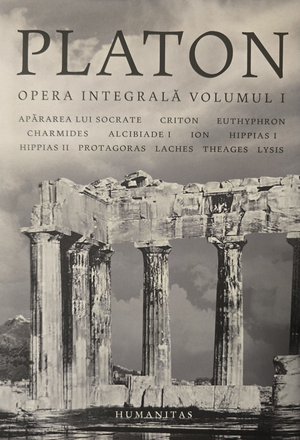 PLATON
OPERA INTEGRALĂ VOLUMUL I
APĂRAREA LUI SOCRATE CRITON EUTHYPHRON
CHARMIDES ALCIBIADE I ION HIPPIAS I
HIPPIAS II PROTAGORAS LACHES THEAGES LYSIS
HUMANITAS